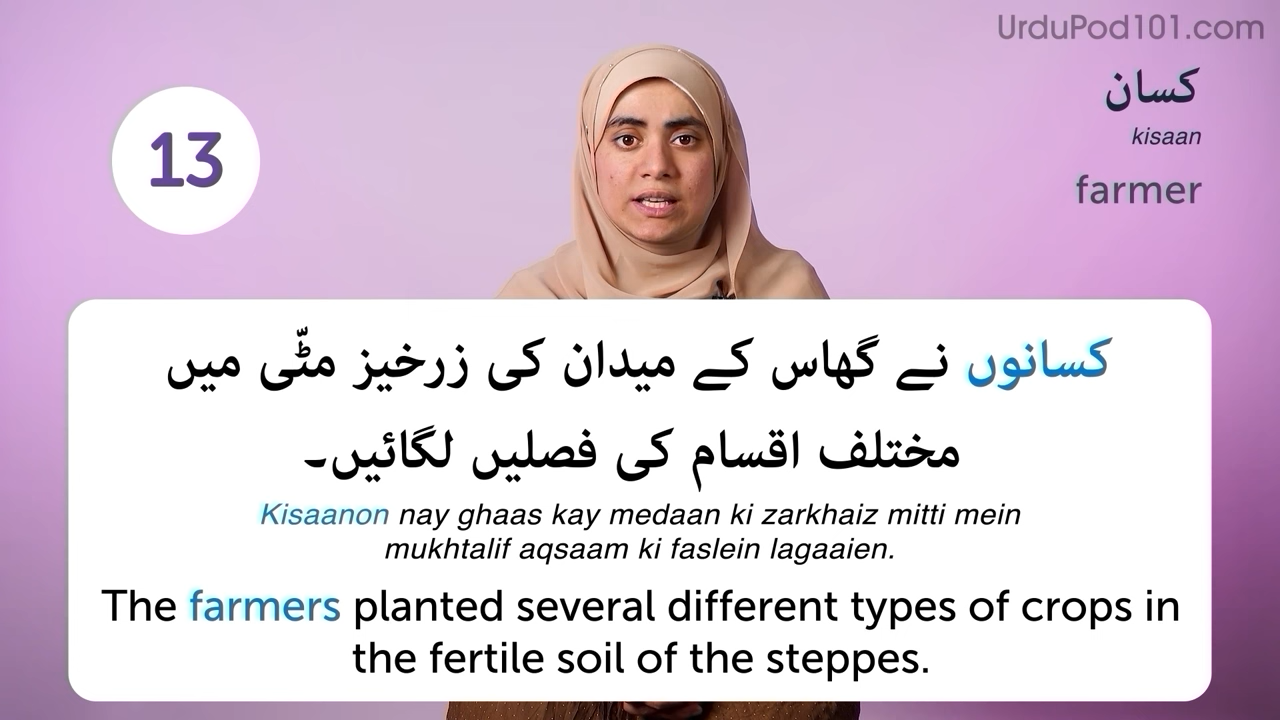 UrduPod101.com
13
کسان
kisaan
farmer
کسانوں نے گھاس کے میدان کی زرخیز مٹّی میں
مختلف اقسام کی فصلیں لگائیں۔
Kisaanon nay ghaas kay medaan ki zarkhaiz mitti mein
mukhtalif aqsaam ki faslein lagaaien.
The farmers planted several different types of crops in
the fertile soil of the steppes.